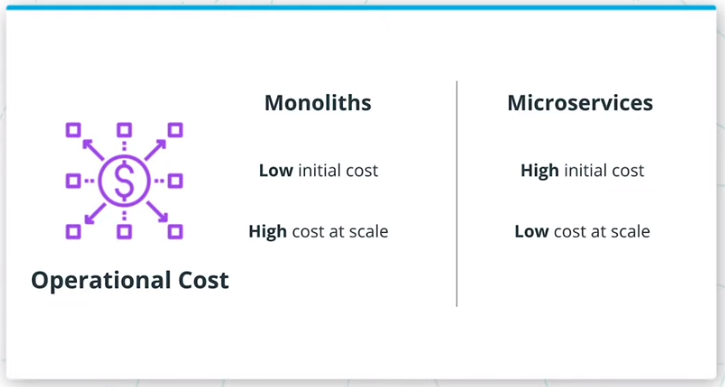 Monoliths
Microservices
Low initial cost
High initial cost
High cost at scale
Low cost at scale
$
Operational Cost